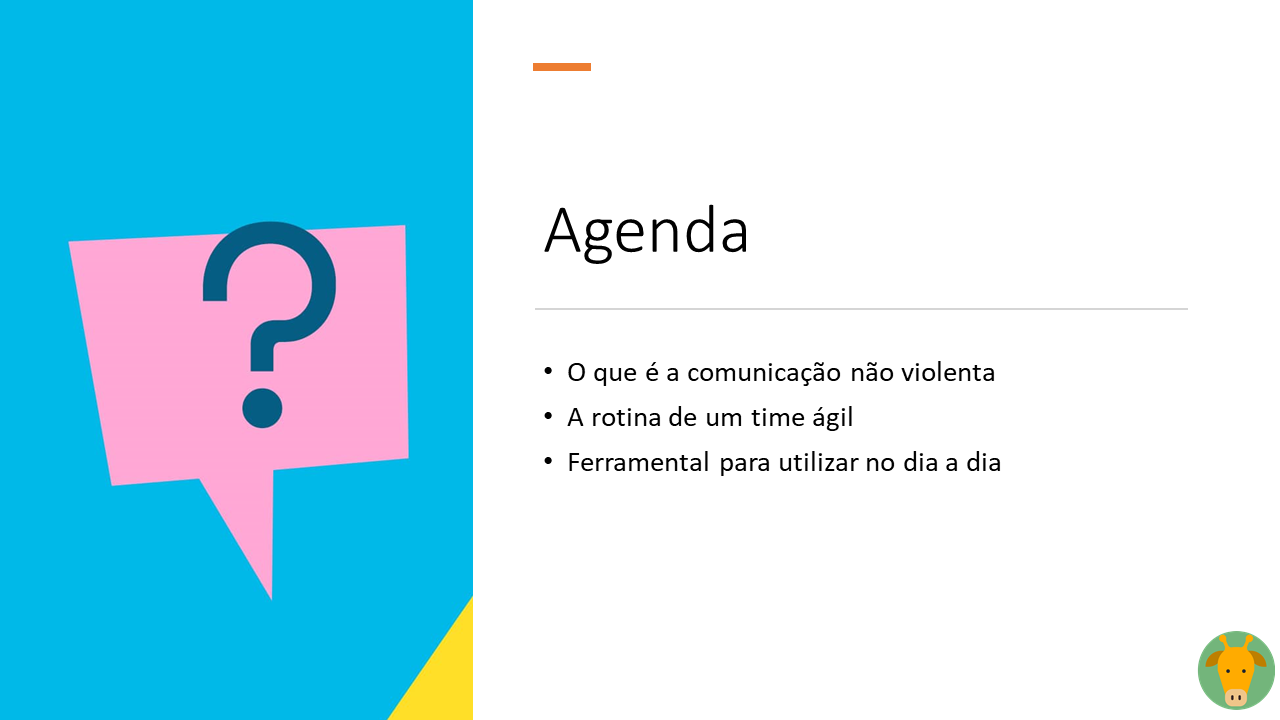 ?
Agenda
• O que é a comunicação não violenta
• A rotina de um time ágil
• Ferramental para utilizar no dia a dia